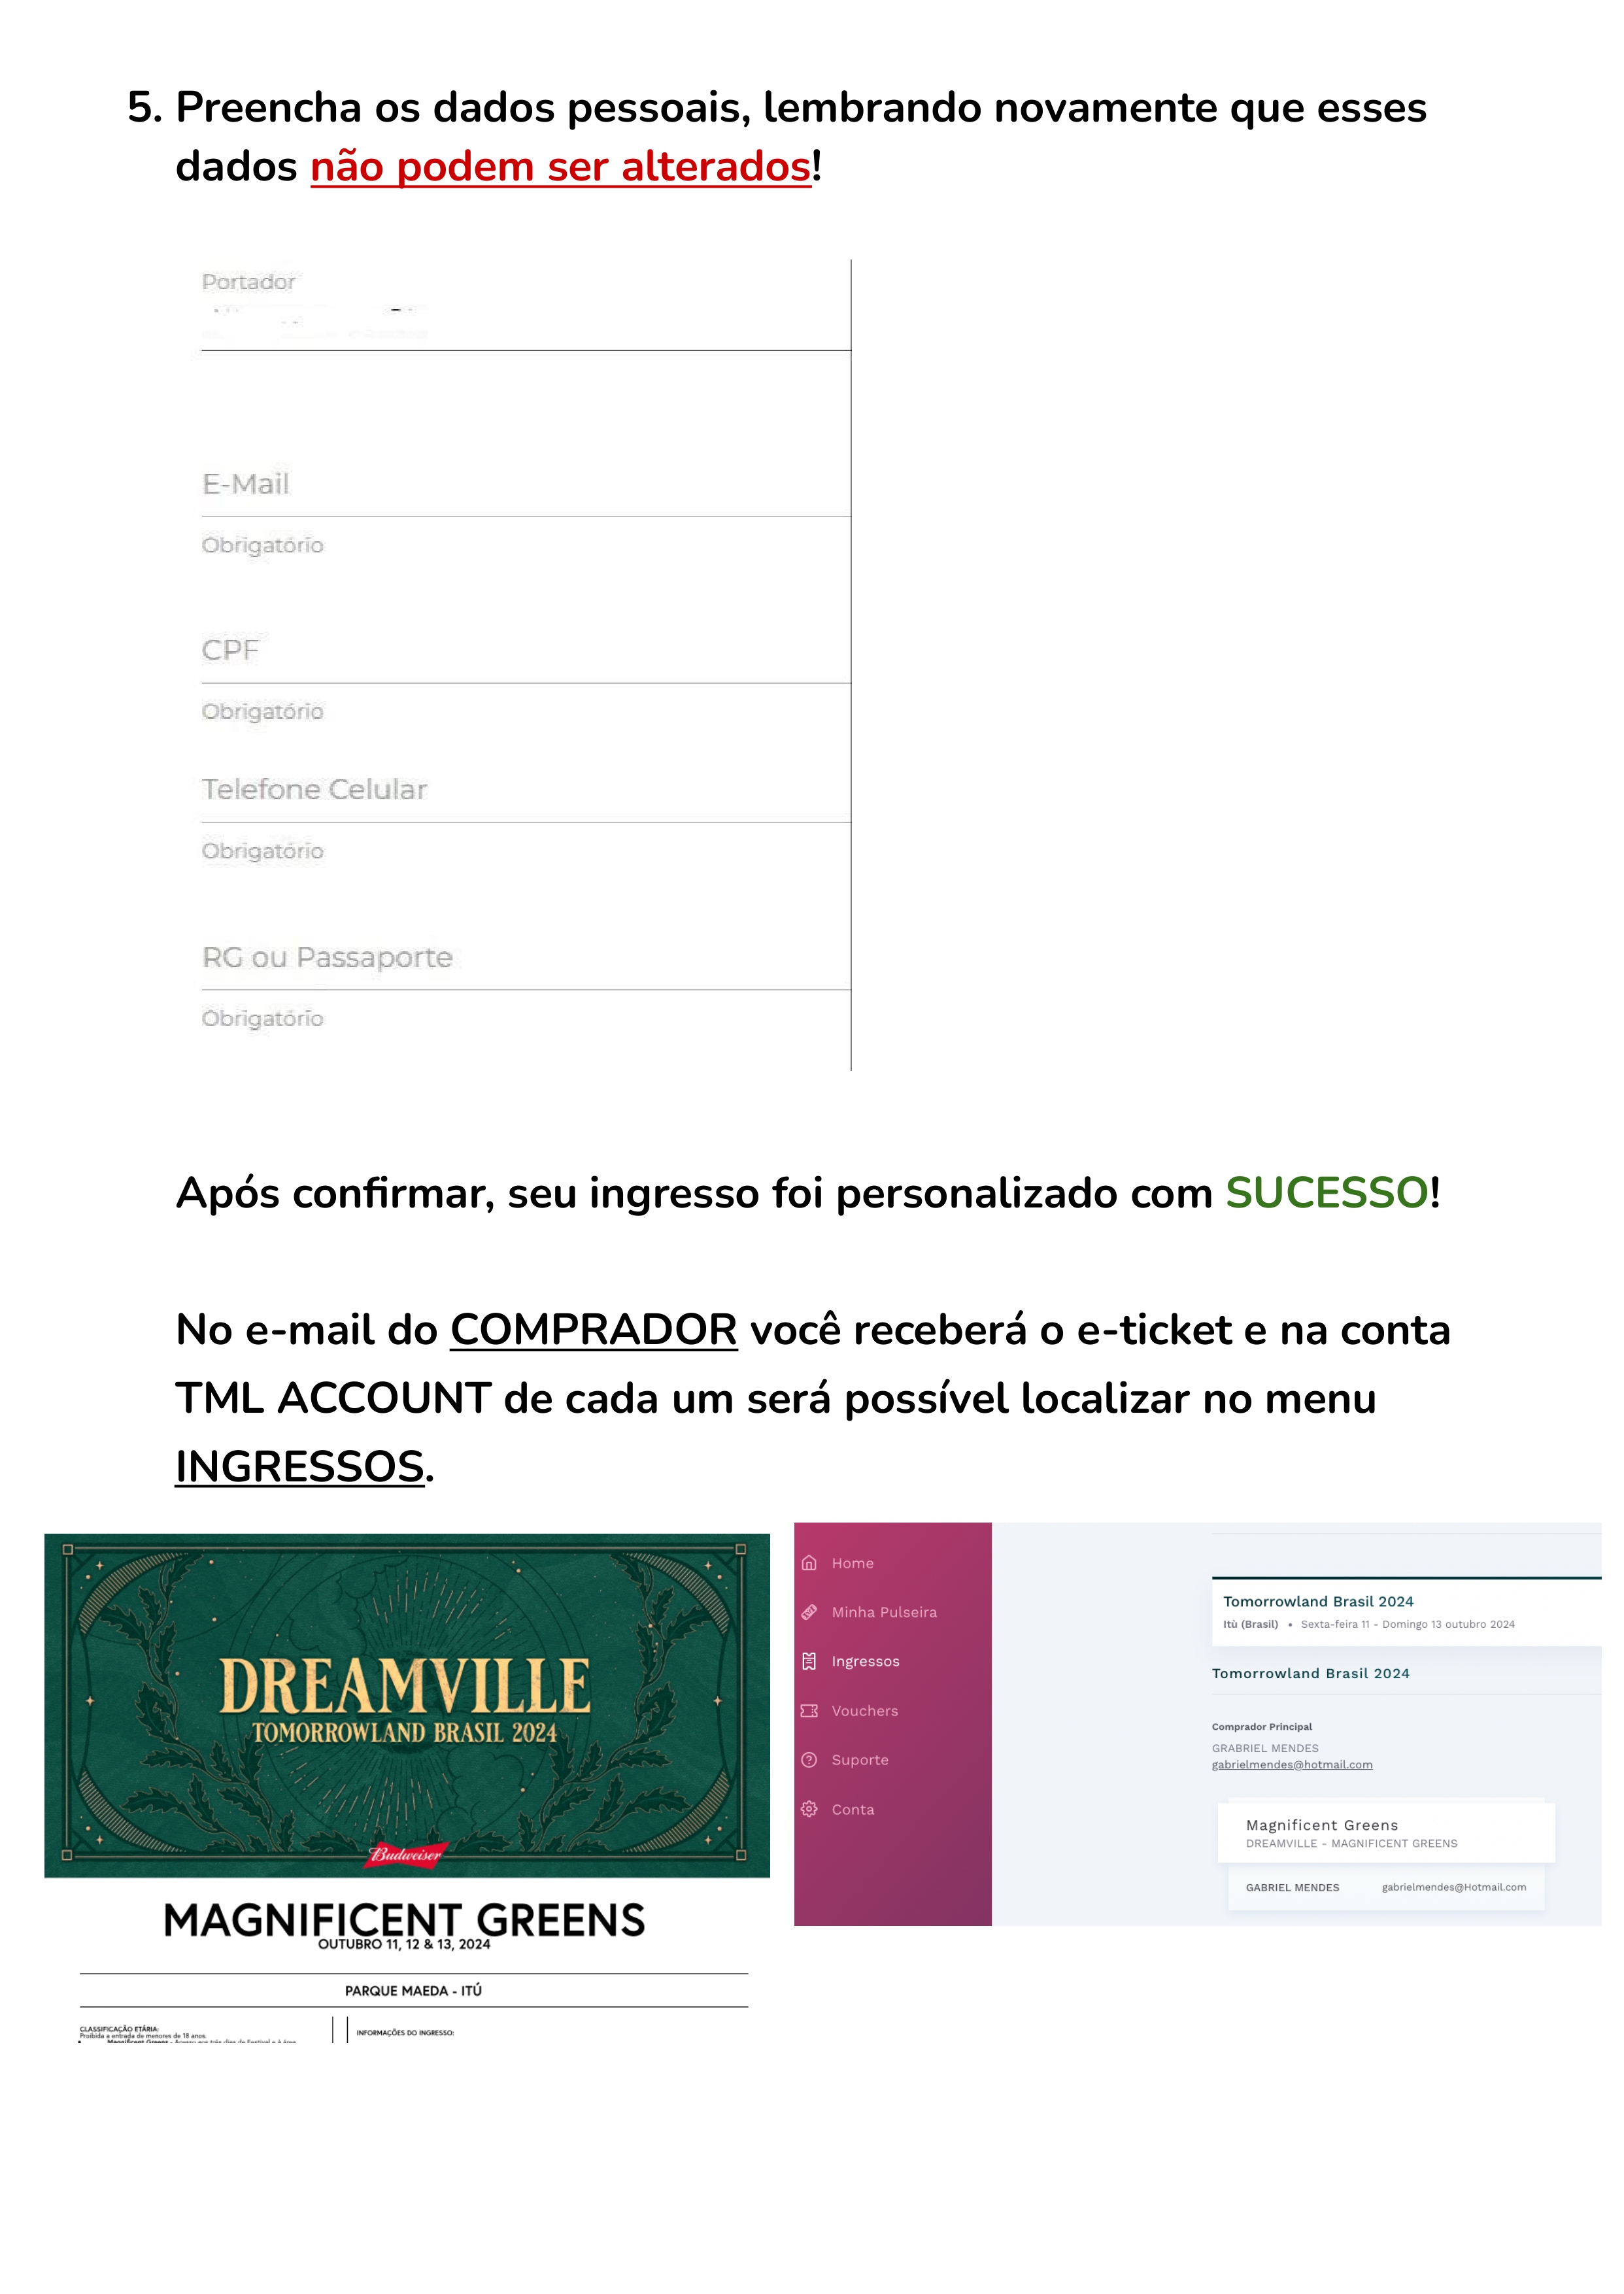 5. Preencha os dados pessoais, lembrando novamente que esses
dados não podem ser alterados!
Portador
E-Mail
Obrigatório
CPF
Obrigatório
Telefone Celular
Obrigatório
RG ou Passaporte
Obrigatório
Após confirmar, seu ingresso foi personalizado com SUCESSO!
No e-mail do COMPRADOR você receberá o e-ticket e na conta
TML ACCOUNT de cada um será possível localizar no menu
INGRESSOS.
DREAMVILLE
TOMORROWLAND BRASIL 2024
Budweiser
MAGNIFICENT GREENS
OUTUBRO 11, 12 & 13, 2024
PARQUE MAEDA - ITÚ
CLASSIFICAÇÃO ETÁRIA:
Proibida a entrada de menores de 18 anos.
INFORMAÇÕES DO INGRESSO:
Home
Minha Pulseira
Ingressos
Vouchers
Suporte
Conta
Tomorrowland Brasil 2024
Itù (Brasil) • Sexta-feira 11 - Domingo 13 outubro 2024
Tomorrowland Brasil 2024
Comprador Principal
GRABRIEL MENDES
gabrielmendes@hotmail.com
Magnificent Greens
DREAMVILLE - MAGNIFICENT GREENS
GABRIEL MENDES gabrielmendes@Hotmail.com